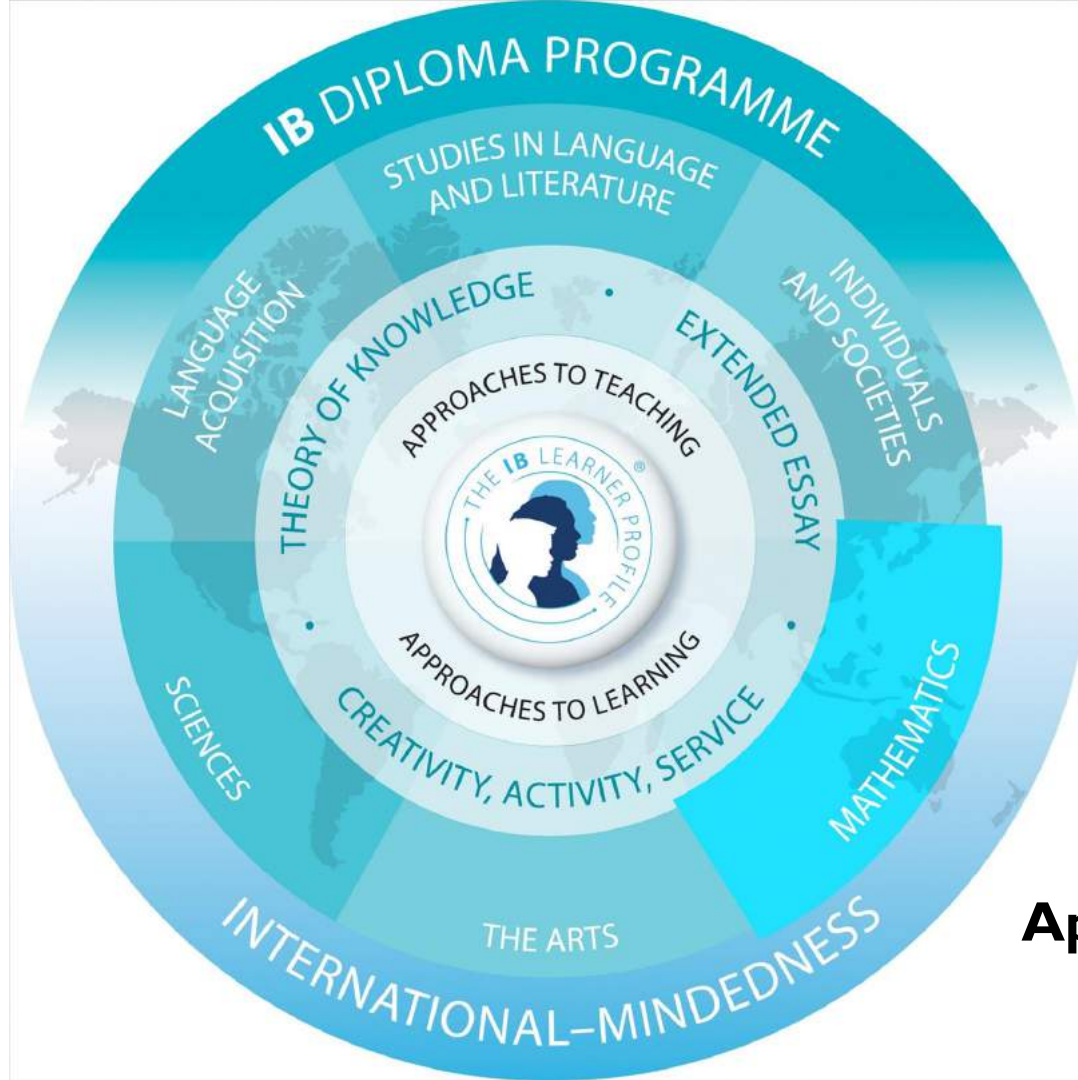 IB DIPLOMA PROGRAMME
STUDIES IN LANGUAGE
AND LITERATURE
LANGUAGE
ACQUISITION
INDIVIDUALS
AND SOCIETIES
THEORY OF KNOWLEDGE
EXTENDED ESSAY
APPROACHES TO TEACHING
THE IB LEARNER PROFILE®
APPROACHES TO LEARNING
CREATIVITY, ACTIVITY, SERVICE
SCIENCES
MATHEMATICS
THE ARTS
Ap
INTERNATIONAL–MINDEDNESS